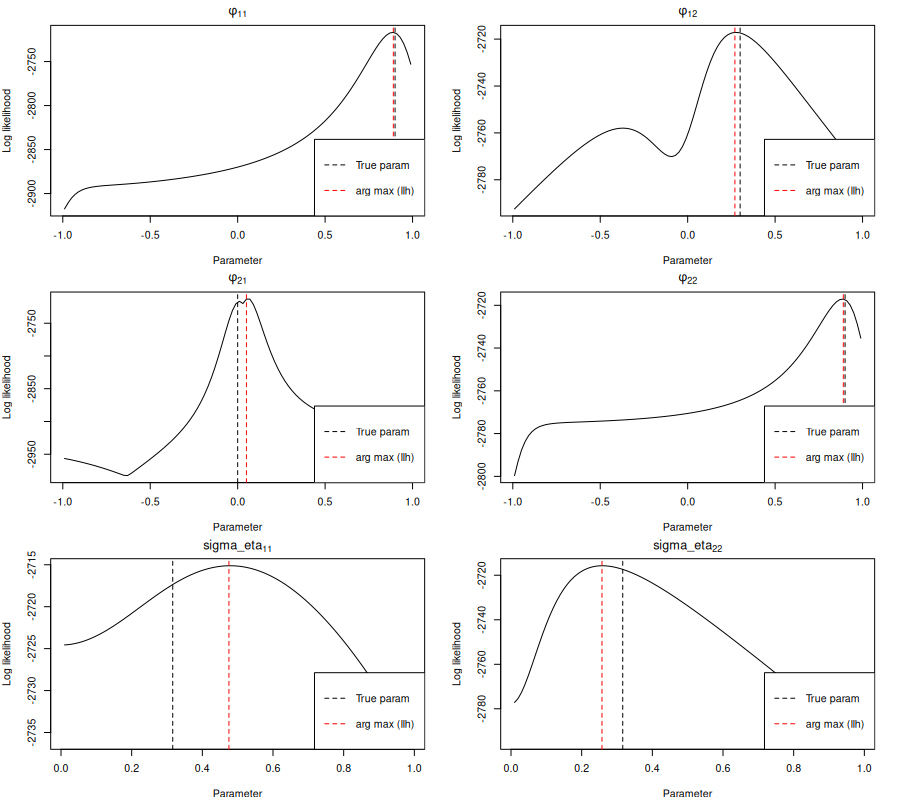 φ11
Log likelihood
-2750
-2800
-2850
-2900
-1.0 -0.5 0.0 0.5 1.0
Parameter
True param
arg max (llh)
φ12
Log likelihood
-2720
-2740
-2760
-2780
-1.0 -0.5 0.0 0.5 1.0
Parameter
True param
arg max (llh)
φ21
Log likelihood
-2750
-2850
-2950
-1.0 -0.5 0.0 0.5 1.0
Parameter
True param
arg max (llh)
φ22
Log likelihood
-2720
-2740
-2760
-2780
-2800
-1.0 -0.5 0.0 0.5 1.0
Parameter
True param
arg max (llh)
sigma_eta11
Log likelihood
-2715
-2720
-2725
-2730
-2735
0.0 0.2 0.4 0.6 0.8 1.0
Parameter
True param
arg max (llh)
sigma_eta22
Log likelihood
-2720
-2740
-2760
-2780
0.0 0.2 0.4 0.6 0.8 1.0
Parameter
True param
arg max (llh)